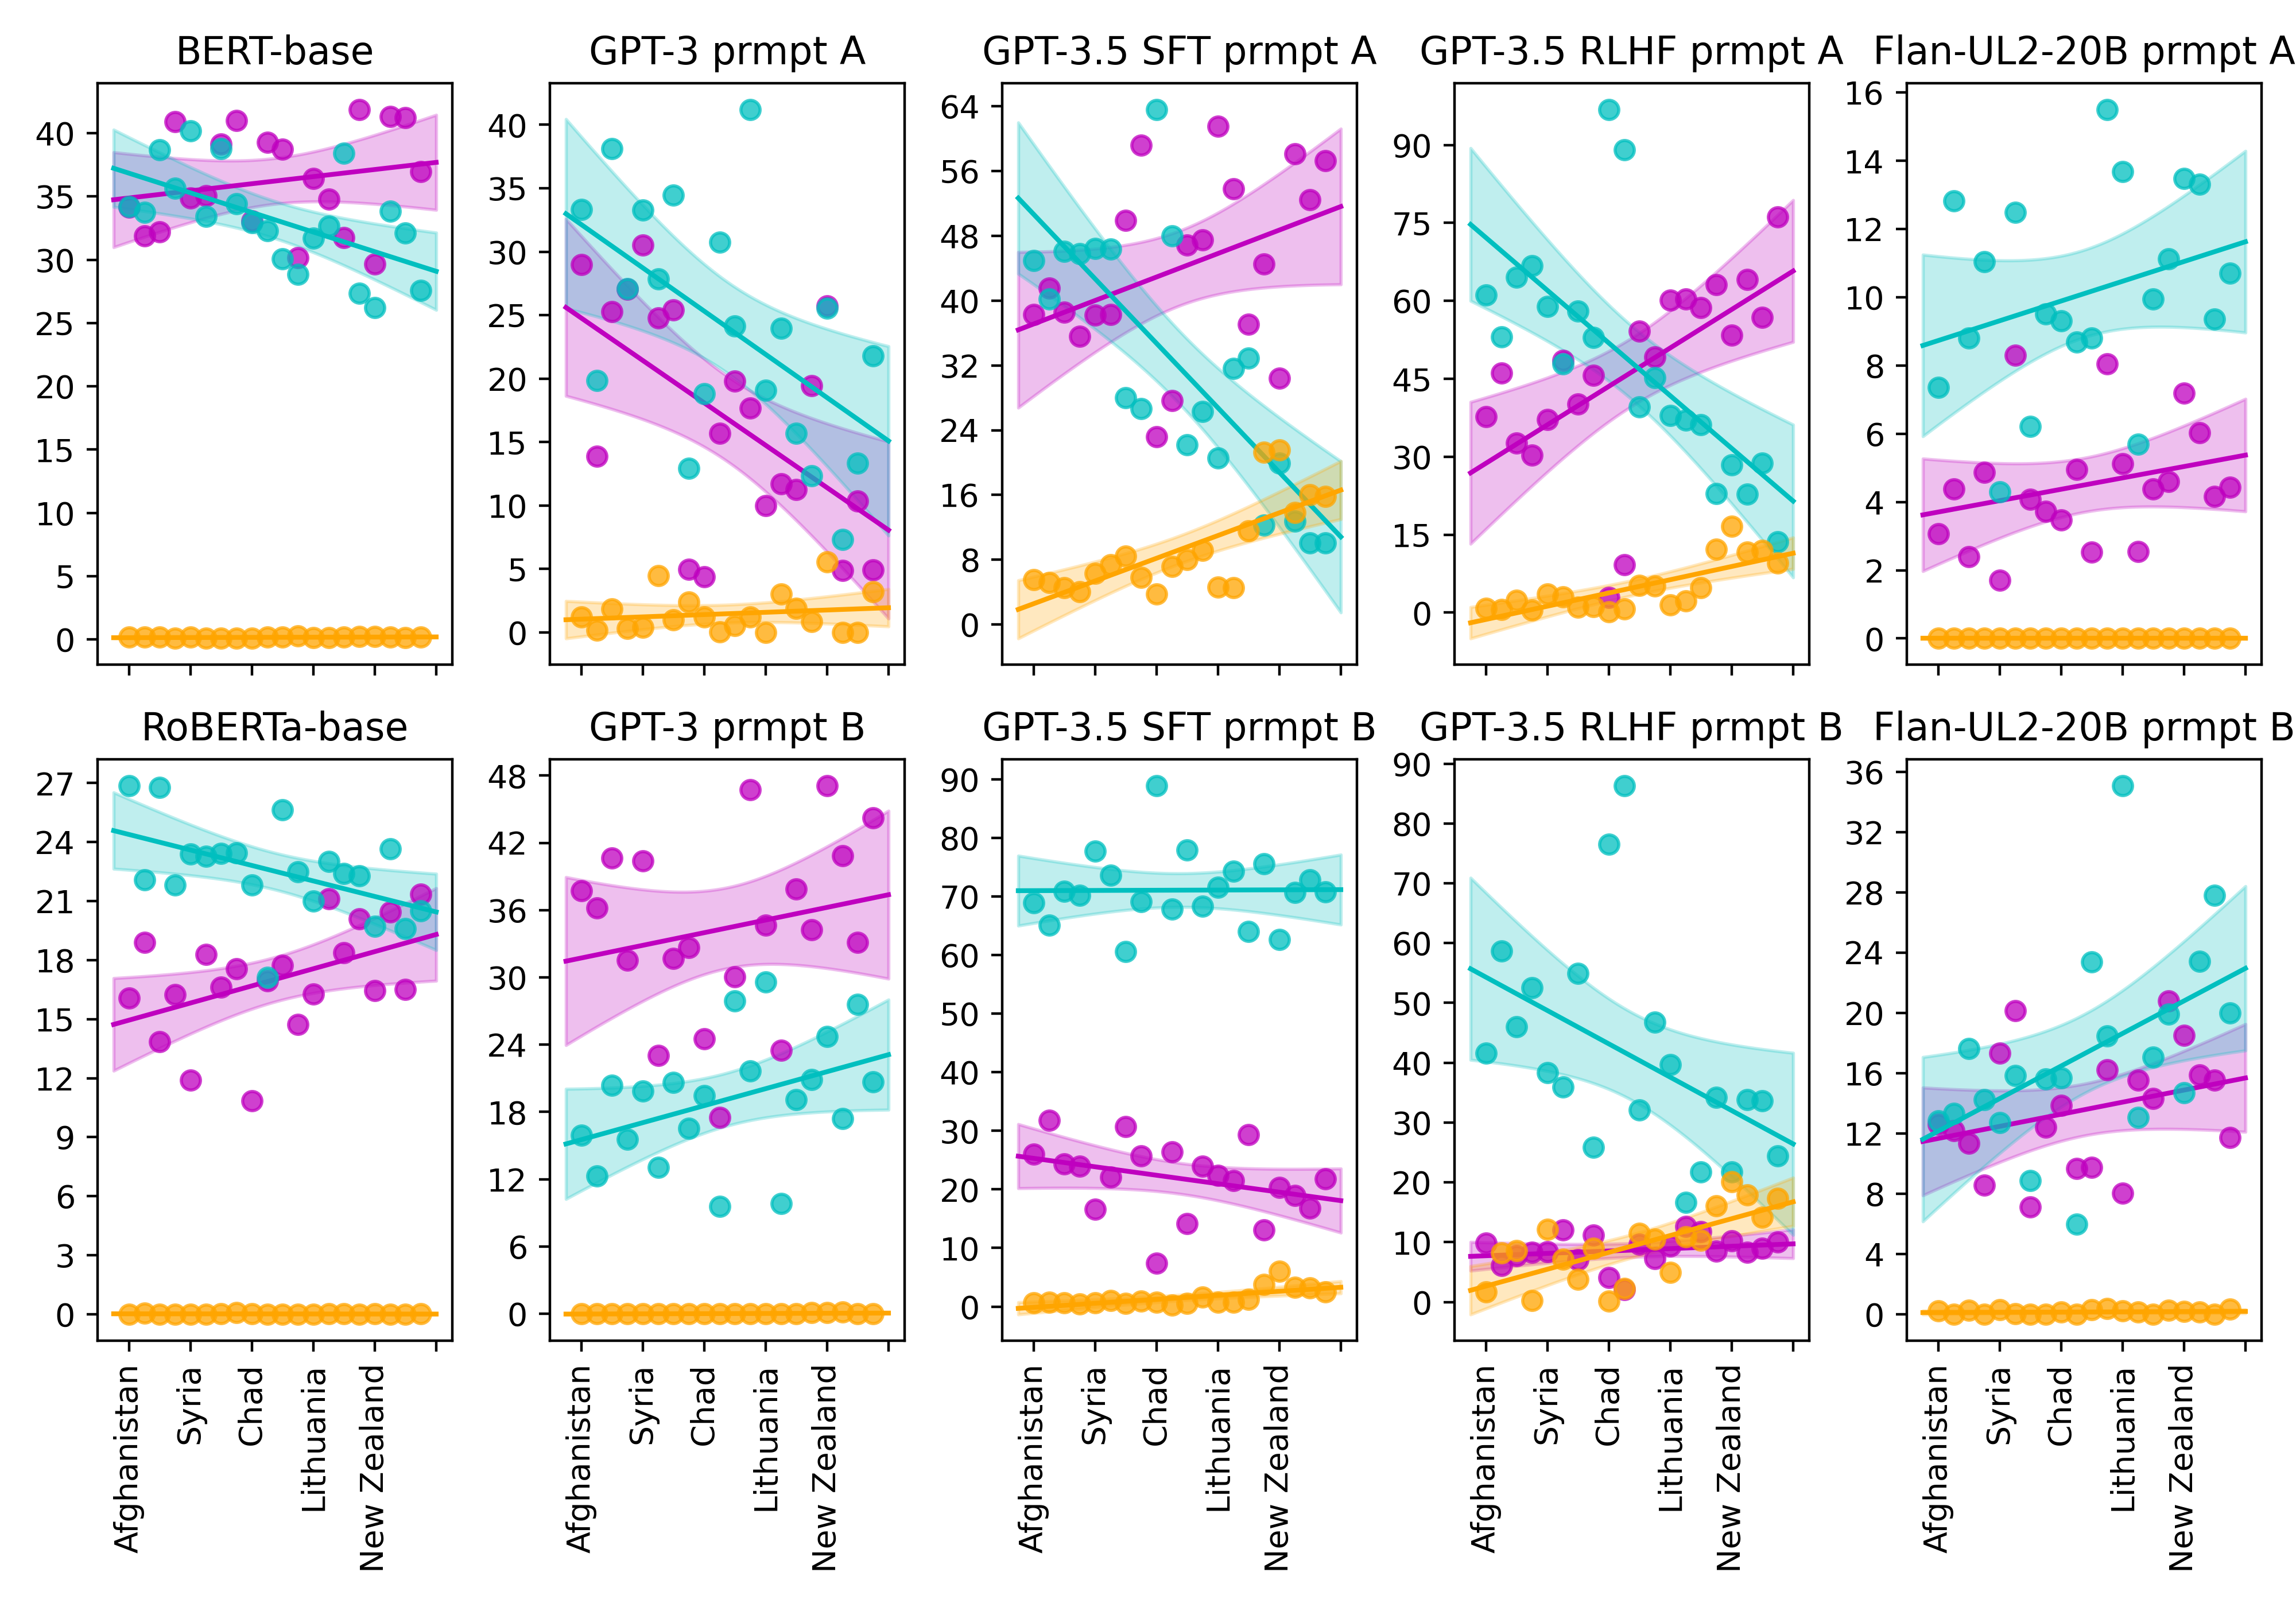 BERT-base
GPT-3 prmpt A
GPT-3.5 SFT prmpt A
GPT-3.5 RLHF prmpt A
Flan-UL2-20B prmpt A
40
35
30
25
20
15
10
5
0
40
35
30
25
20
15
10
5
0
64
56
48
40
32
24
16
8
0
90
75
60
45
30
15
0
16
14
12
10
8
6
4
2
0
RoBERTa-base
GPT-3 prmpt B
GPT-3.5 SFT prmpt B
GPT-3.5 RLHF prmpt B
Flan-UL2-20B prmpt B
27
24
21
18
15
12
9
6
3
0
48
42
36
30
24
18
12
6
0
90
80
70
60
50
40
30
20
10
0
90
80
70
60
50
40
30
20
10
0
36
32
28
24
20
16
12
8
4
0
Afghanistan
Syria
Chad
Lithuania
New Zealand
Afghanistan
Syria
Chad
Lithuania
New Zealand
Afghanistan
Syria
Chad
Lithuania
New Zealand
Afghanistan
Syria
Chad
Lithuania
New Zealand
Afghanistan
Syria
Chad
Lithuania
New Zealand